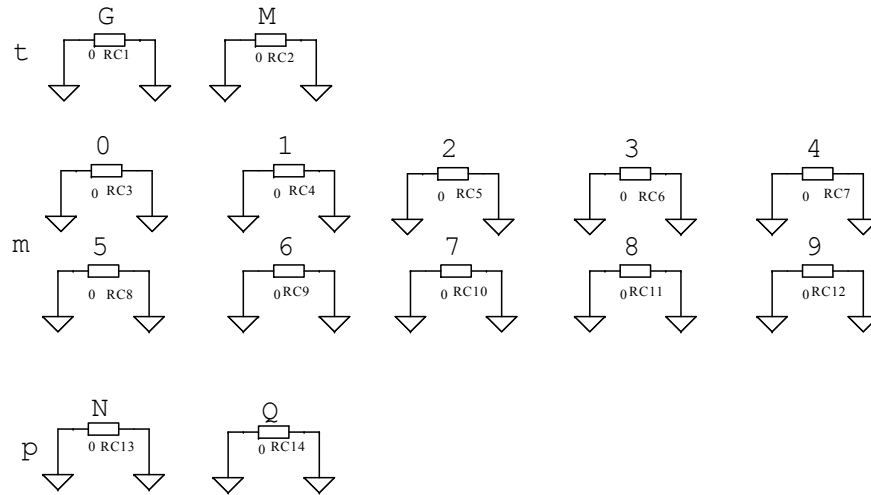 G M
t
0 RC1 0 RC2
0 1 2 3 4
0 RC3 0 RC4 0 RC5 0 RC6 0 RC7
m
5 6 7 8 9
0 RC8 0 RC9 0 RC10 0 RC11 0 RC12
N Q
p
0 RC13 0 RC14